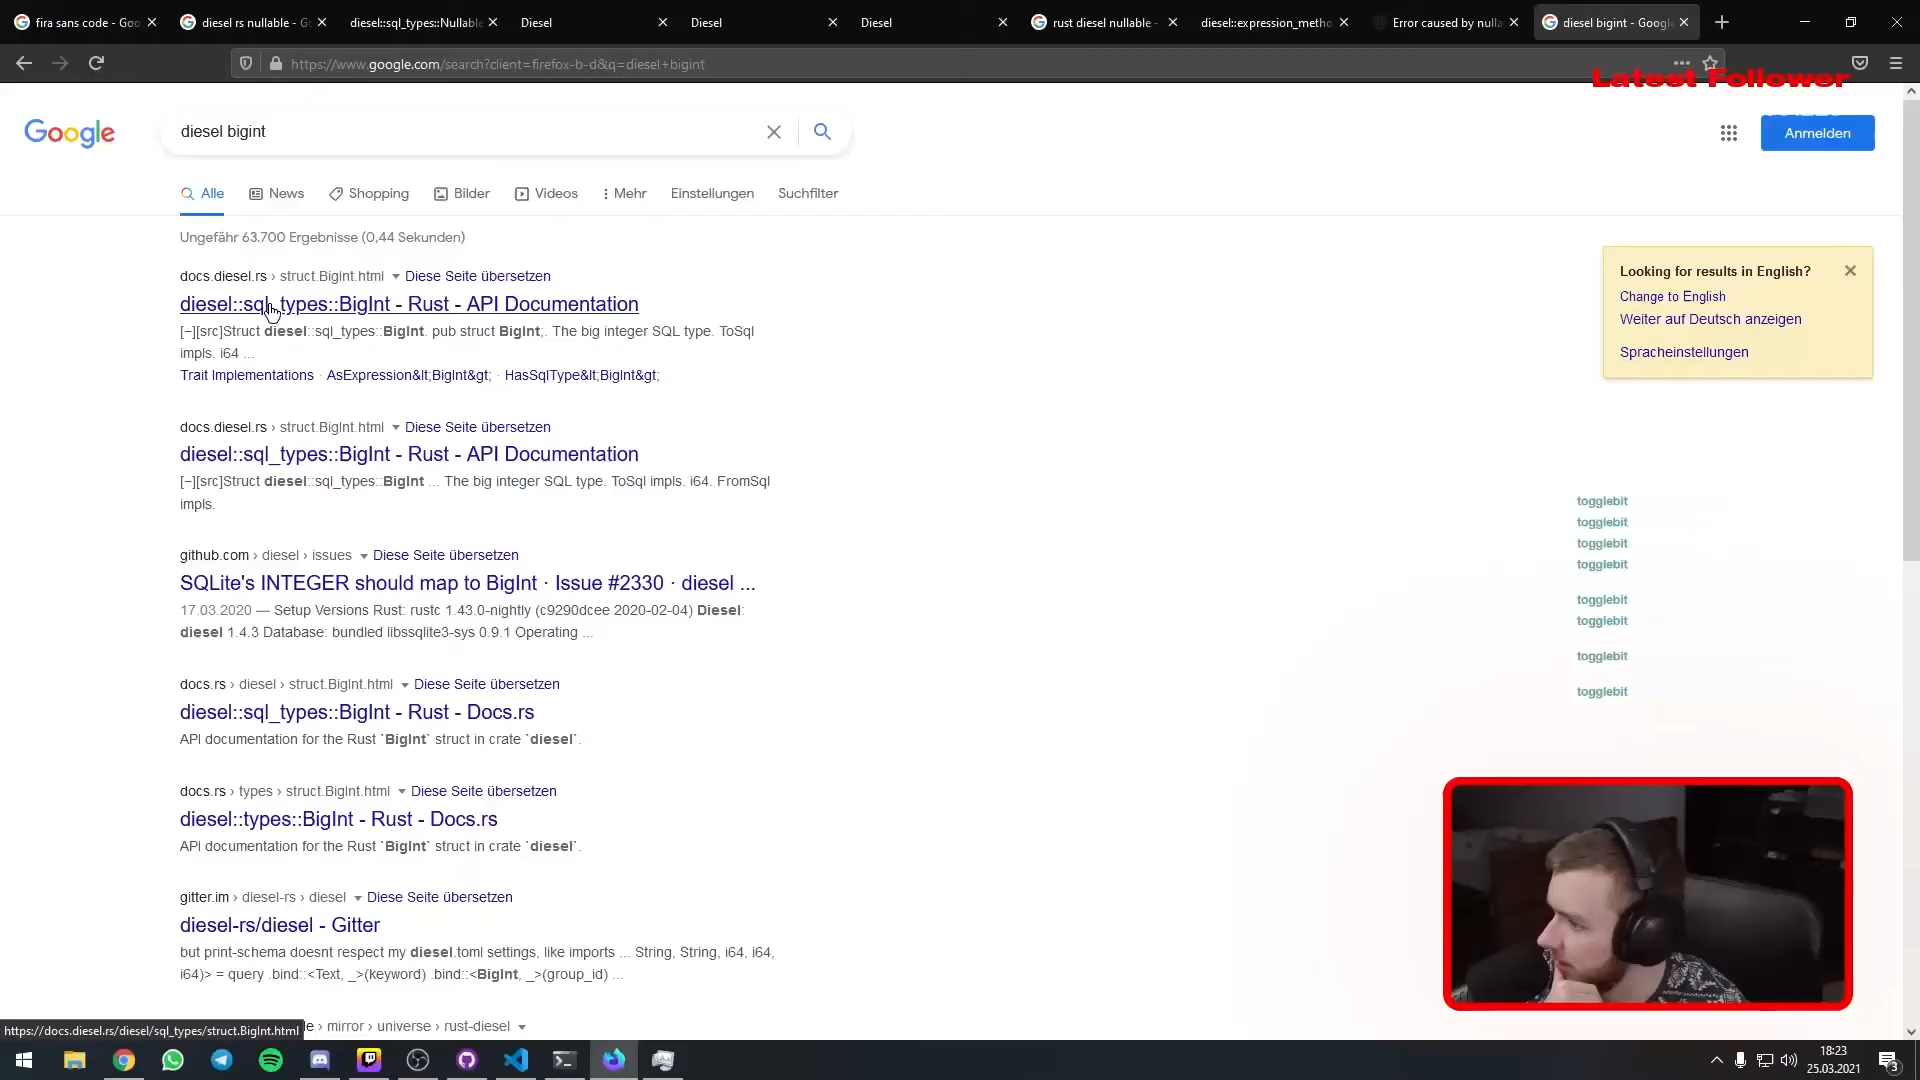 fira sans code - Goo
diesel rs nullable - G
diesel::sql_types::Nullable
Diesel
Diesel
Diesel
rust diesel nullable -
diesel::expression_metho
Error caused by nulla
diesel bigint - Google
https://www.google.com/search?client=firefox-b-d&q=diesel+bigint
Latest Follower
Google
diesel bigint
Anmelden
Alle
News
Shopping
Bilder
Videos
Mehr
Einstellungen
Suchfilter
Ungefähr 63.700 Ergebnisse (0,44 Sekunden)
docs.diesel.rs › struct.BigInt.html Diese Seite übersetzen
diesel::sql_types::BigInt - Rust - API Documentation
[−][src]Struct diesel::sql_types::BigInt. pub struct BigInt;. The big integer SQL type. ToSql
impls. i64 ...
Trait Implementations · AsExpression&lt;BigInt&gt; · HasSqlType&lt;BigInt&gt;
docs.diesel.rs › struct.BigInt.html Diese Seite übersetzen
diesel::sql_types::BigInt - Rust - API Documentation
[−][src]Struct diesel::sql_types::BigInt ... The big integer SQL type. ToSql impls. i64. FromSql
impls.
github.com › diesel › issues Diese Seite übersetzen
SQLite's INTEGER should map to BigInt · Issue #2330 · diesel ...
17.03.2020 — Setup Versions Rust: rustc 1.43.0-nightly (c9290dcee 2020-02-04) Diesel:
diesel 1.4.3 Database: bundled libssqlite3-sys 0.9.1 Operating ...
docs.rs › diesel › struct.BigInt.html Diese Seite übersetzen
diesel::sql_types::BigInt - Rust - Docs.rs
API documentation for the Rust `BigInt` struct in crate `diesel`.
docs.rs › types › struct.BigInt.html Diese Seite übersetzen
diesel::types::BigInt - Rust - Docs.rs
API documentation for the Rust `BigInt` struct in crate `diesel`.
gitter.im › diesel-rs › diesel Diese Seite übersetzen
diesel-rs/diesel - Gitter
but print-schema doesnt respect my diesel.toml settings, like imports ... String, String, i64, i64,
i64)> = query .bind::<Text, _>(keyword) .bind::<BigInt, _>(group_id) ...
le › mirror › universe › rust-diesel
https://docs.diesel.rs/diesel/sql_types/struct.BigInt.html
Looking for results in English?
Change to English
Weiter auf Deutsch anzeigen
Spracheinstellungen
togglebit
togglebit
togglebit
togglebit
togglebit
togglebit
togglebit
togglebit
18:23
25.03.2021
3